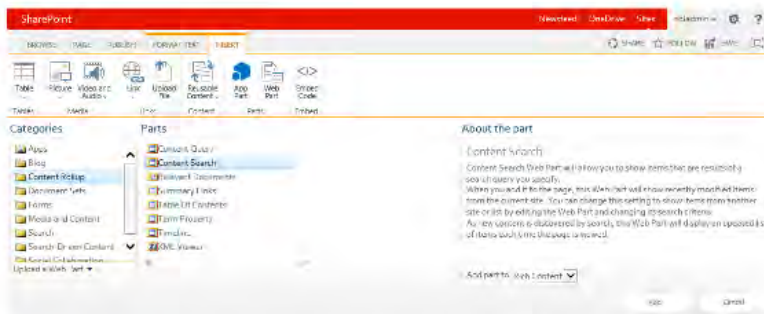 SharePoint
Newsfeed OneDrive Sites
BROWSE PAGE PUBLISH FORMAT TEXT INSERT
SHARE FOLLOW
Table Picture Video and Audio Link Upload File Reusable Content App Part Web Part Embed Code
Tables Media Links Content Parts Embed
Categories Parts About the part
Apps
Blog
Content Rollup
Document Sets
Forms
Media and Content
Search
Search-Driven Content
Social Collaboration
Upload a Web Part
Content Query
Content Search
Relevant Documents
Summary Links
Table Of Contents
Term Property
Timeline
XML Viewer
Content Search
Content Search Web Part will allow you to show items that are results of a
search query you specify.
When you add it to the page, this Web Part will show recently modified items
from the current site. You can change this setting to show items from another
site or list by editing the Web Part and changing its search criteria.
As new content is discovered by search, this Web Part will display an updated list
of items each time the page is viewed.
Add part to: Web Content
Add Cancel